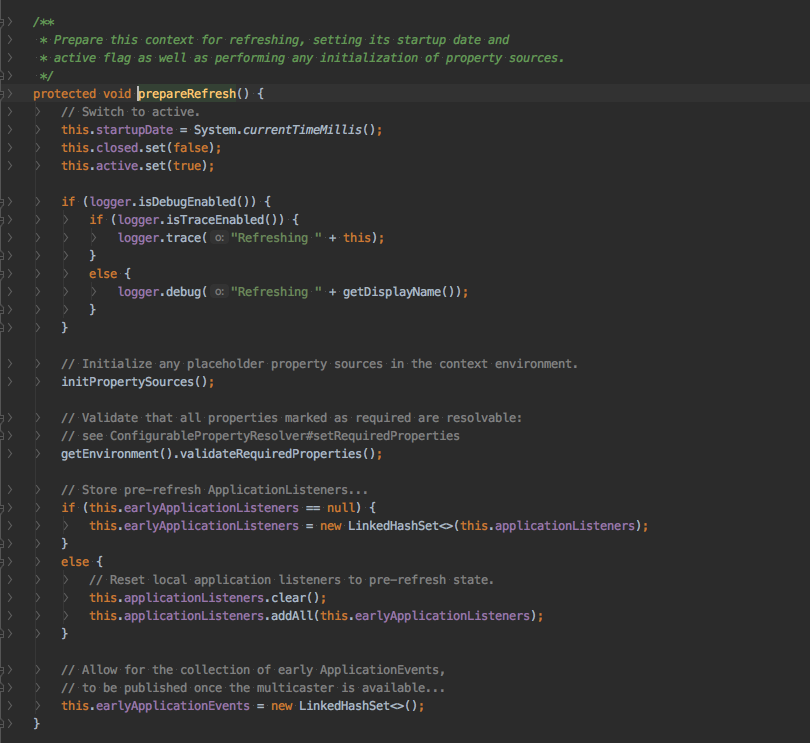 /**
 * Prepare this context for refreshing, setting its startup date and
 * active flag as well as performing any initialization of property sources.
 */
protected void prepareRefresh() {
    // Switch to active.
    this.startupDate = System.currentTimeMillis();
    this.closed.set(false);
    this.active.set(true);

    if (logger.isDebugEnabled()) {
        if (logger.isTraceEnabled()) {
            logger.trace( o: "Refreshing " + this);
        }
        else {
            logger.debug( o: "Refreshing " + getDisplayName());
        }
    }

    // Initialize any placeholder property sources in the context environment.
    initPropertySources();

    // Validate that all properties marked as required are resolvable:
    // see ConfigurablePropertyResolver#setRequiredProperties
    getEnvironment().validateRequiredProperties();

    // Store pre-refresh ApplicationListeners...
    if (this.earlyApplicationListeners == null) {
        this.earlyApplicationListeners = new LinkedHashSet<>(this.applicationListeners);
    }
    else {
        // Reset local application listeners to pre-refresh state.
        this.applicationListeners.clear();
        this.applicationListeners.addAll(this.earlyApplicationListeners);
    }

    // Allow for the collection of early ApplicationEvents,
    // to be published once the multicaster is available...
    this.earlyApplicationEvents = new LinkedHashSet<>();
}